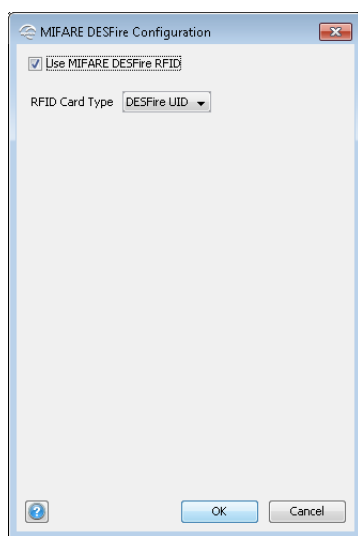 MIFARE DESFire Configuration
Use MIFARE DESFire RFID
RFID Card Type DESFire UID
OK Cancel